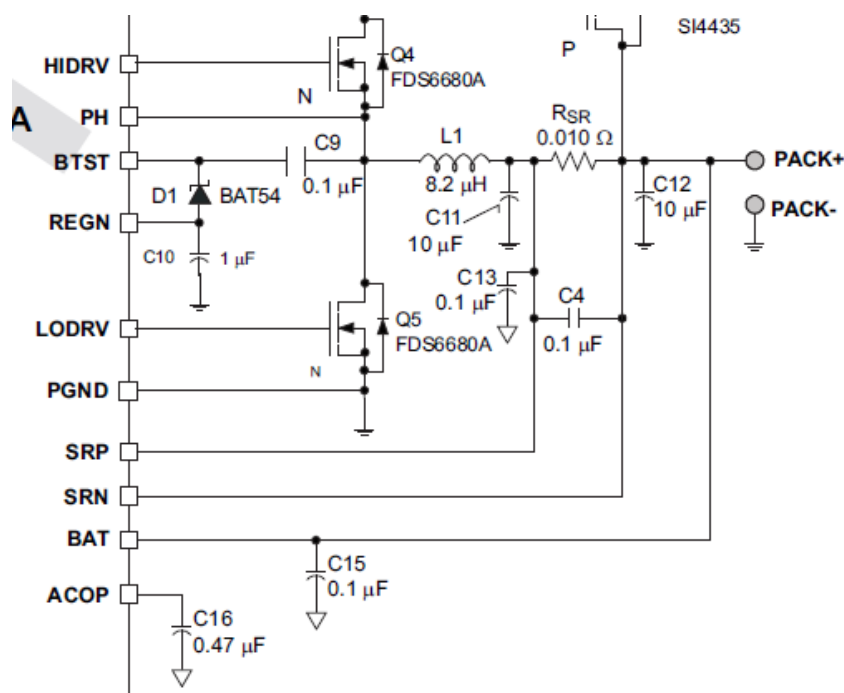 SI4435
P
HIDRV
Q4
FDS6680A
N
A
PH
C9
L1
RSR
0.010 Ω
BTST
0.1 μF
8.2 μH
PACK+
D1
BAT54
C12
10 μF
C11
10 μF
PACK-
REGN
C10
1 μF
C13
0.1 μF
C4
0.1 μF
LODRV
Q5
FDS6680A
N
PGND
SRP
SRN
BAT
C15
0.1 μF
ACOP
C16
0.47 μF